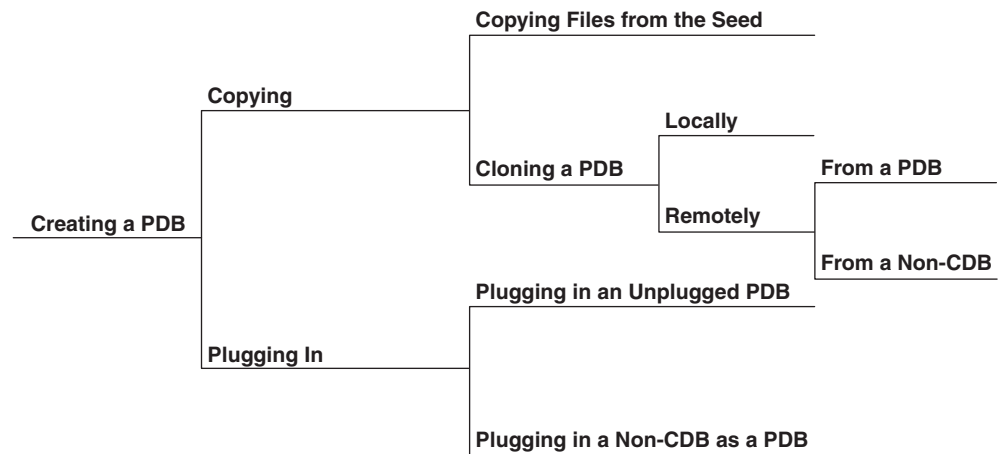 Copying Files from the Seed
Copying
Locally
Cloning a PDB
From a PDB
Creating a PDB
Remotely
From a Non-CDB
Plugging in an Unplugged PDB
Plugging In
Plugging in a Non-CDB as a PDB